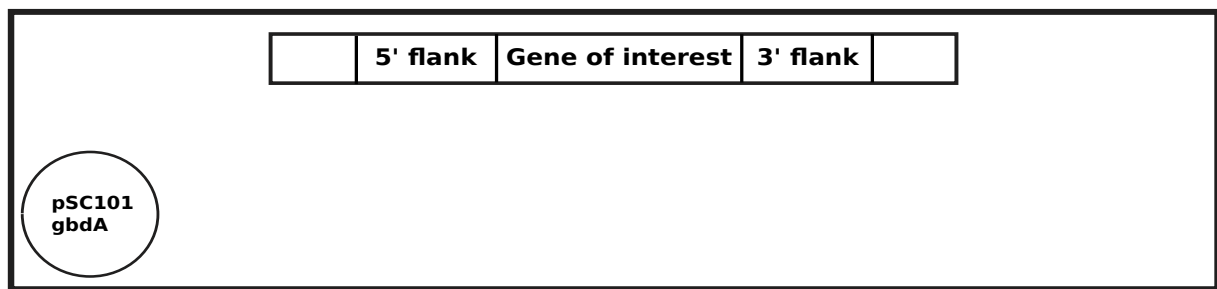 5' flank Gene of interest 3' flank
pSC101
gbdA